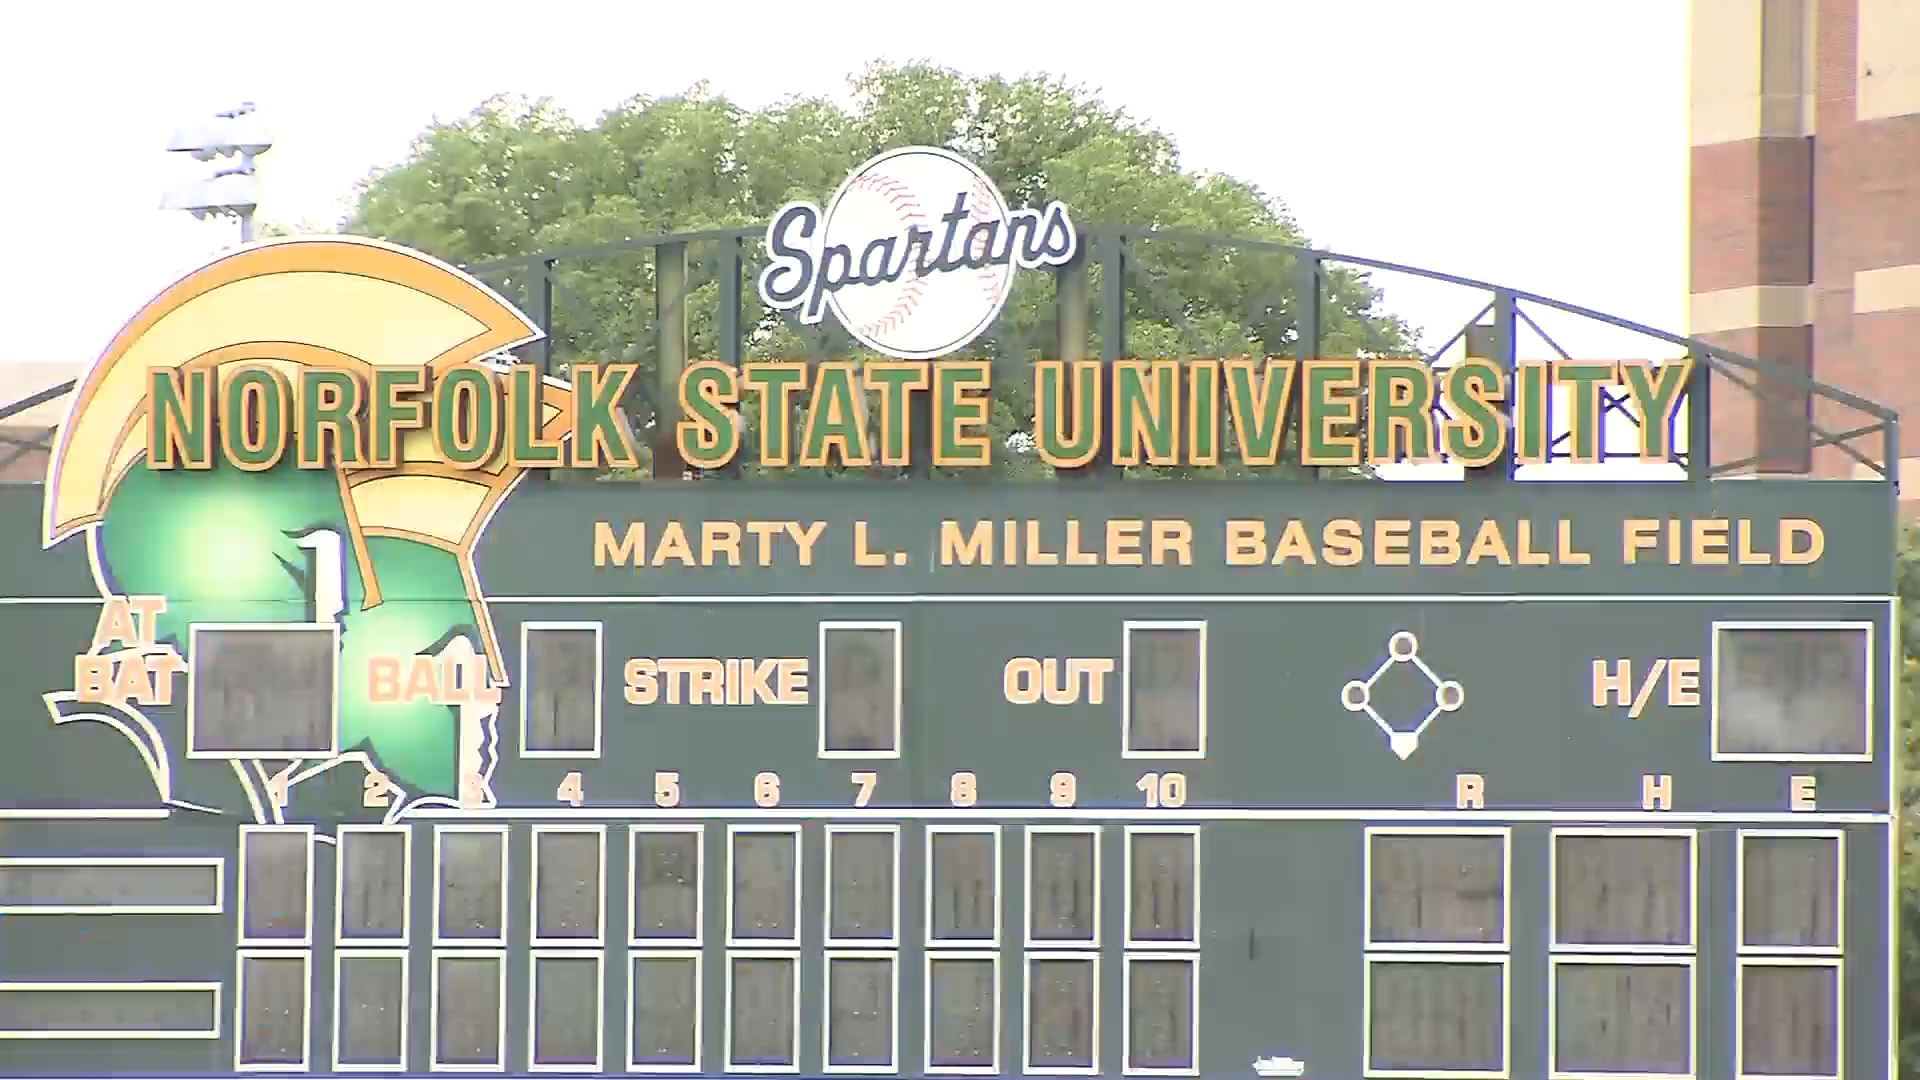 Spartans
NORFOLK STATE UNIVERSITY
MARTY L. MILLER BASEBALL FIELD
AT
BAT BALL STRIKE OUT H/E
1 2 3 4 5 6 7 8 9 10 R H E